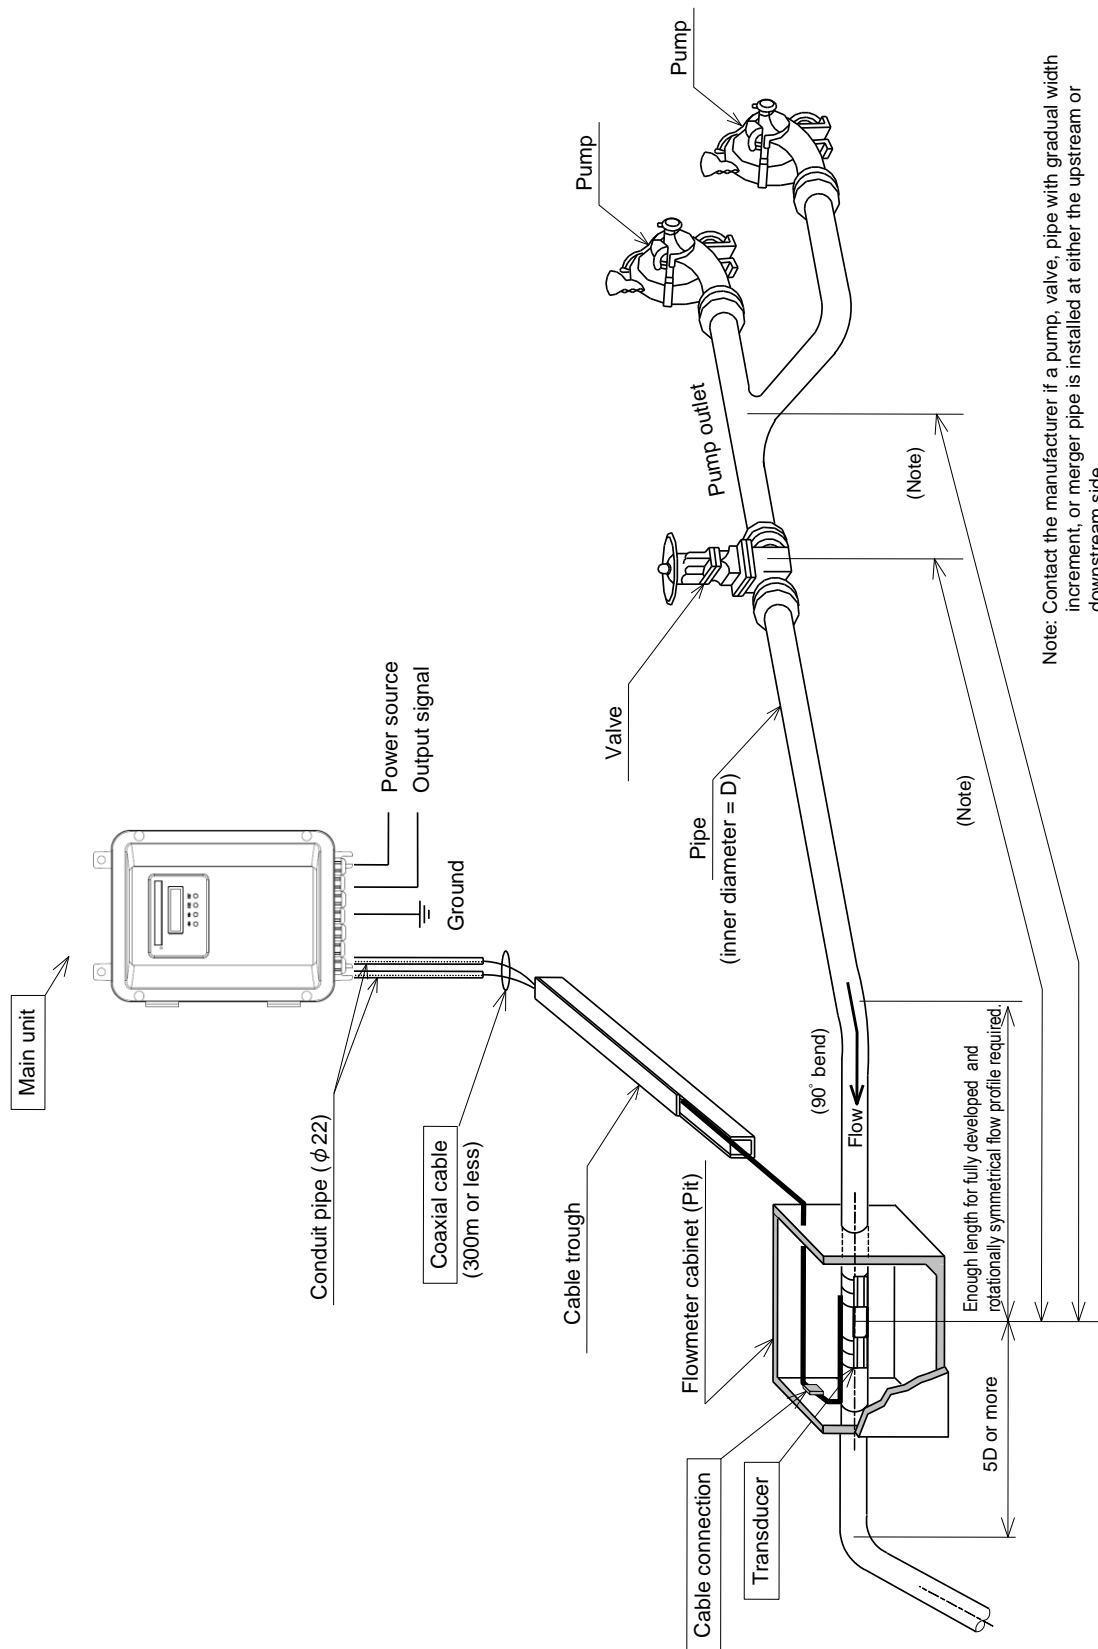 Main unit
Power source
Output signal
Ground
Conduit pipe (ϕ22)
Coaxial cable
(300m or less)
Cable trough
Flowmeter cabinet (Pit)
Cable connection
Transducer
Pump
Pump
Pump outlet
Valve
Pipe
(inner diameter = D)
(90° bend)
Flow
(Note)
(Note)
Enough length for fully developed and
rotationally symmetrical flow profile required.
5D or more
Note: Contact the manufacturer if a pump, valve, pipe with gradual width
increment, or merger pipe is installed at either the upstream or
downstream side